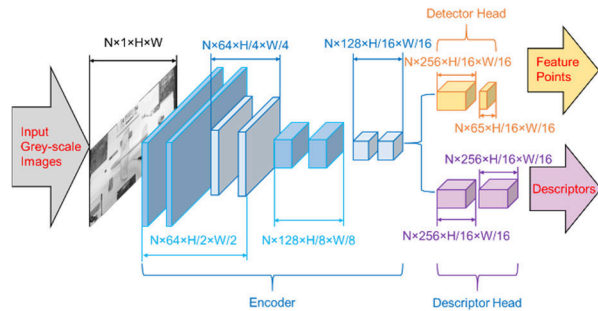 Detector Head
N×1×H×W
N×64×H/4×W/4
N×128×H/16×W/16
N×256×H/16×W/16
Feature
Points
Input
Grey-scale
Images
N×65×H/16×W/16
N×256×H/16×W/16
Descriptors
N×64×H/2×W/2
N×128×H/8×W/8
N×256×H/16×W/16
Encoder
Descriptor Head